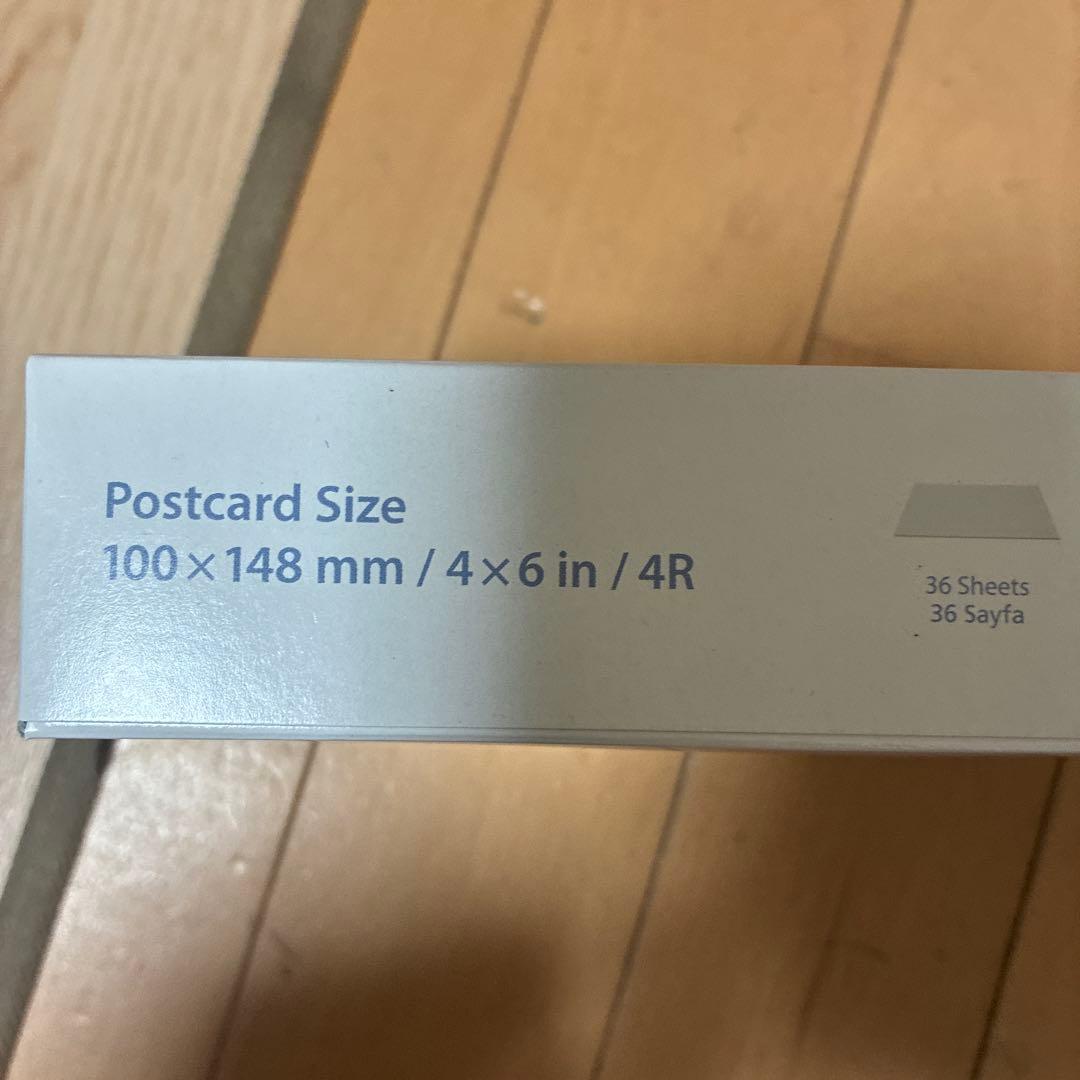 Postcard Size
100×148 mm / 4×6 in / 4R
36 Sheets
36 Sayfa